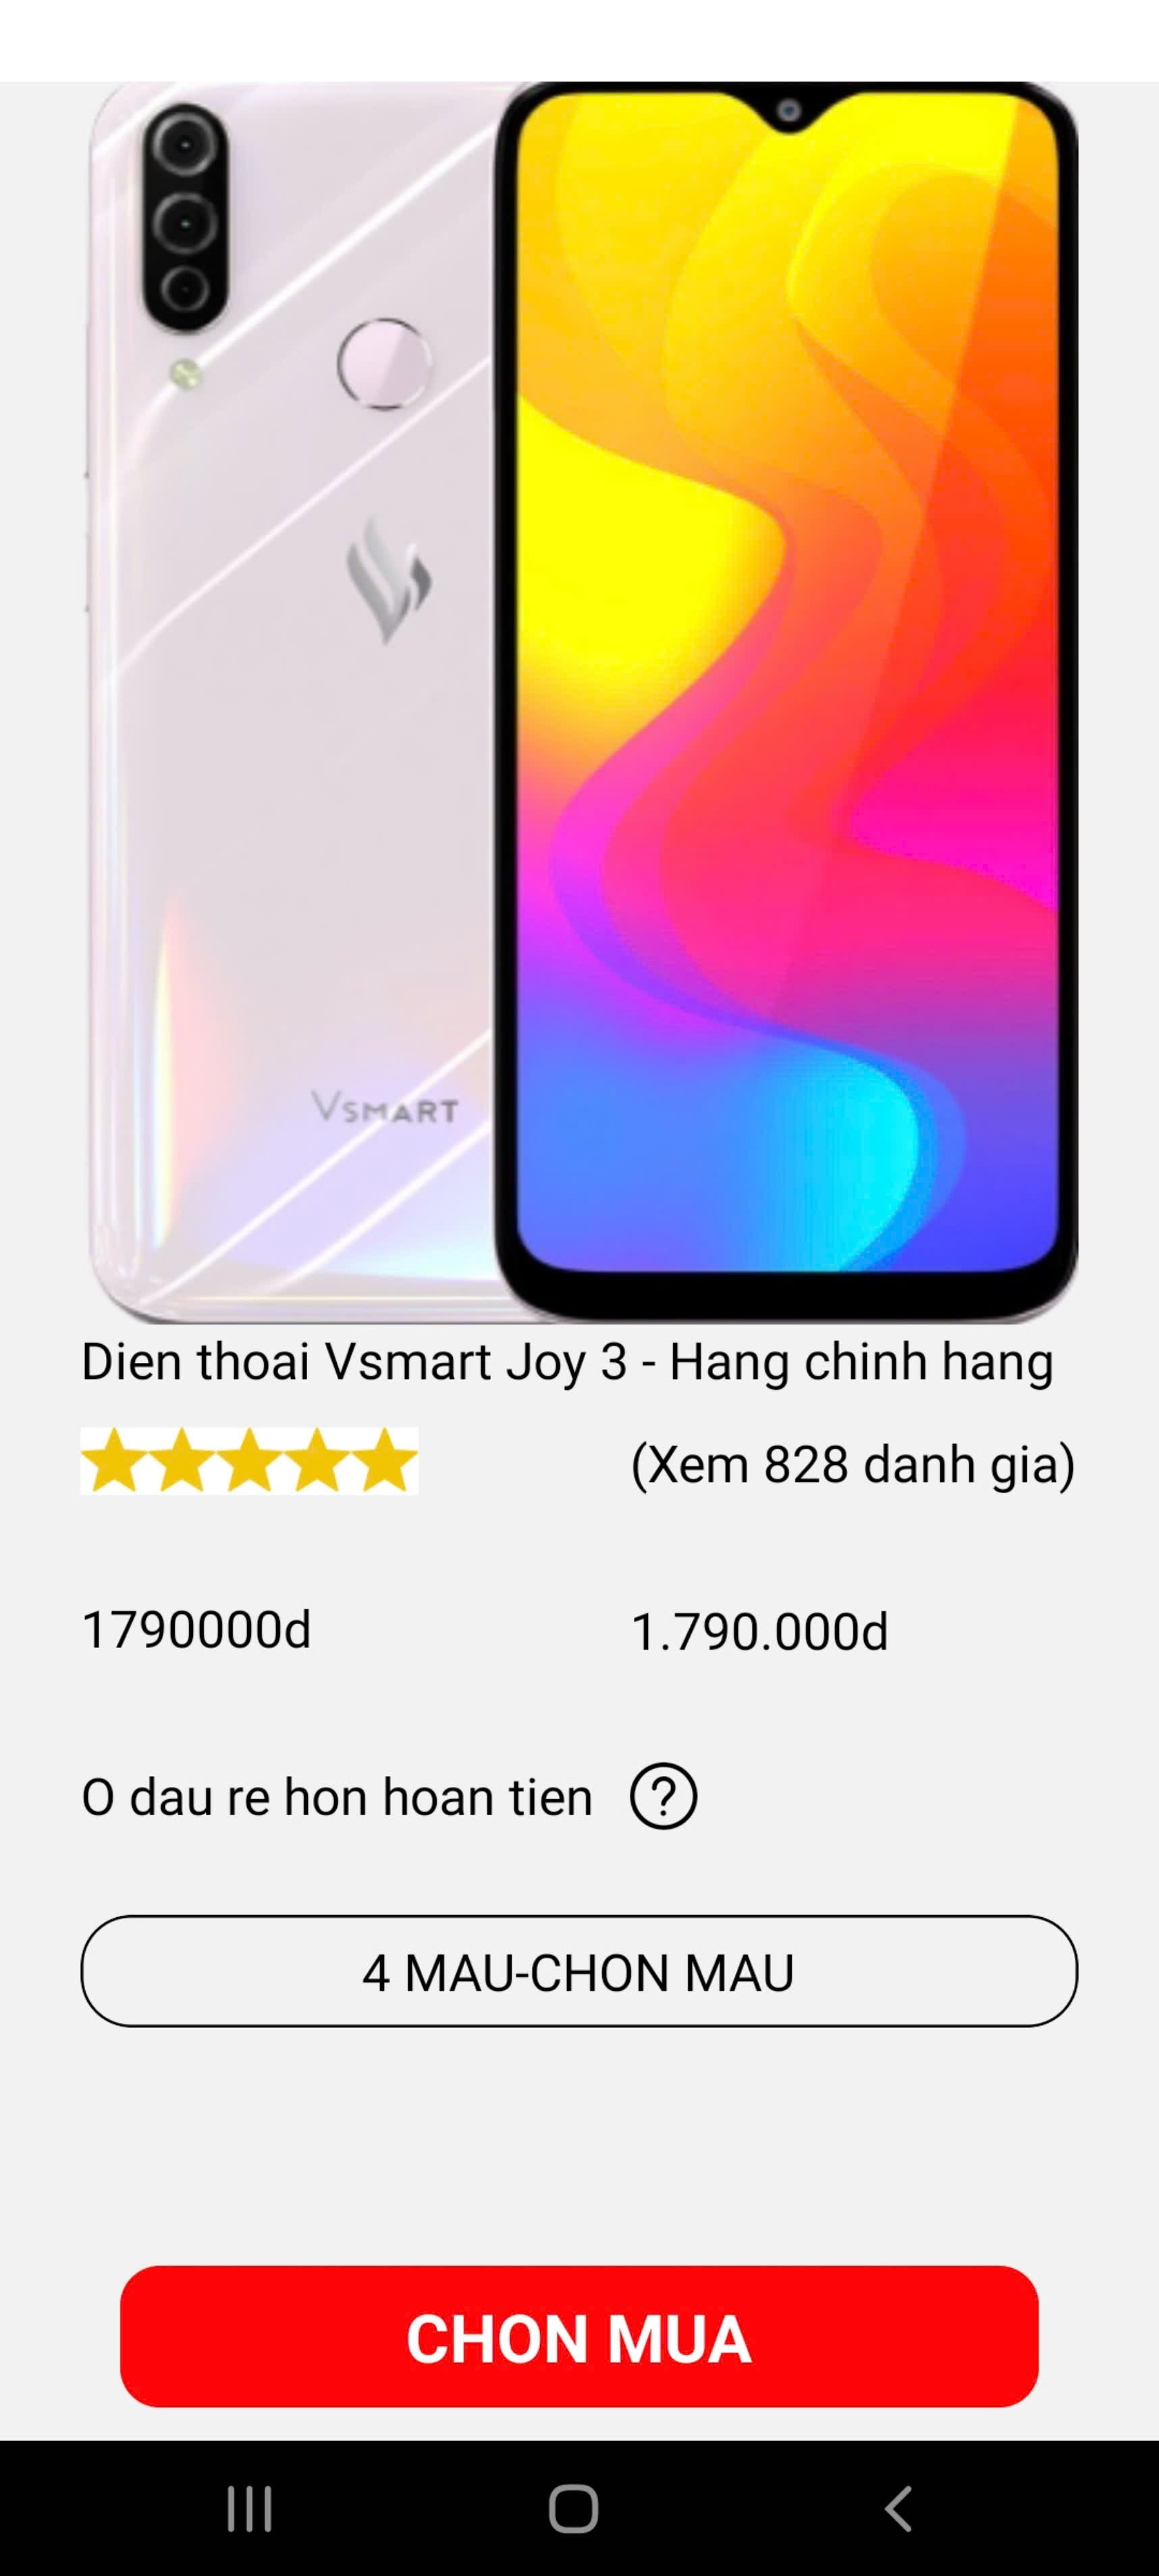 VSMART
Dien thoai Vsmart Joy 3 - Hang chinh hang
(Xem 828 danh gia)
1790000d 1.790.000d
O dau re hon hoan tien ?
4 MAU-CHON MAU
CHON MUA